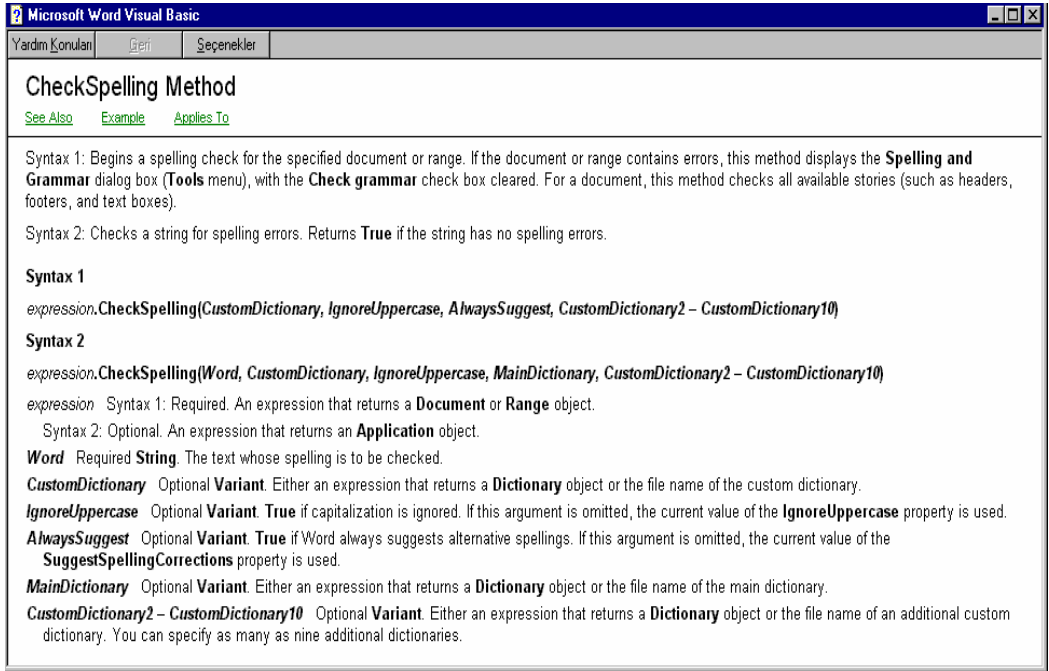 Microsoft Word Visual Basic
Yardım Konuları Geri Seçenekler
CheckSpelling Method
See Also Example Applies To
Syntax 1: Begins a spelling check for the specified document or range. If the document or range contains errors, this method displays the Spelling and
Grammar dialog box (Tools menu), with the Check grammar check box cleared. For a document, this method checks all available stories (such as headers,
footers, and text boxes).
Syntax 2: Checks a string for spelling errors. Returns True if the string has no spelling errors.
Syntax 1
expression.CheckSpelling(CustomDictionary, IgnoreUppercase, AlwaysSuggest, CustomDictionary2 – CustomDictionary10)
Syntax 2
expression.CheckSpelling(Word, CustomDictionary, IgnoreUppercase, MainDictionary, CustomDictionary2 – CustomDictionary10)
expression Syntax 1: Required. An expression that returns a Document or Range object.
Syntax 2: Optional. An expression that returns an Application object.
Word Required String. The text whose spelling is to be checked.
CustomDictionary Optional Variant. Either an expression that returns a Dictionary object or the file name of the custom dictionary.
IgnoreUppercase Optional Variant. True if capitalization is ignored. If this argument is omitted, the current value of the IgnoreUppercase property is used.
AlwaysSuggest Optional Variant. True if Word always suggests alternative spellings. If this argument is omitted, the current value of the
SuggestSpellingCorrections property is used.
MainDictionary Optional Variant. Either an expression that returns a Dictionary object or the file name of the main dictionary.
CustomDictionary2 – CustomDictionary10 Optional Variant. Either an expression that returns a Dictionary object or the file name of an additional custom
dictionary. You can specify as many as nine additional dictionaries.